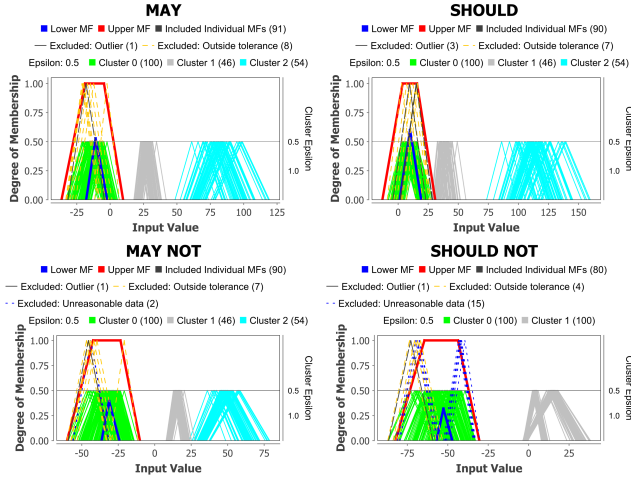 MAY
Lower MF Upper MF Included Individual MFs (91)
Excluded: Outlier (1) Excluded: Outside tolerance (8)
Epsilon: 0.5 Cluster 0 (100) Cluster 1 (46) Cluster 2 (54)
Degree of Membership
1.00
0.75
0.50
0.25
0.00
-25 0 25 50 75 100 125
Input Value
0.5
1.0
Cluster Epsilon
SHOULD
Lower MF Upper MF Included Individual MFs (90)
Excluded: Outlier (3) Excluded: Outside tolerance (7)
Epsilon: 0.5 Cluster 0 (100) Cluster 1 (46) Cluster 2 (54)
Degree of Membership
1.00
0.75
0.50
0.25
0.00
0 25 50 75 100 125 150
Input Value
0.5
1.0
Cluster Epsilon
MAY NOT
Lower MF Upper MF Included Individual MFs (90)
Excluded: Outlier (1) Excluded: Outside tolerance (7)
Excluded: Unreasonable data (2)
Epsilon: 0.5 Cluster 0 (100) Cluster 1 (46) Cluster 2 (54)
Degree of Membership
1.00
0.75
0.50
0.25
0.00
-50 -25 0 25 50 75
Input Value
0.5
1.0
Cluster Epsilon
SHOULD NOT
Lower MF Upper MF Included Individual MFs (80)
Excluded: Outlier (1) Excluded: Outside tolerance (4)
Excluded: Unreasonable data (15)
Epsilon: 0.5 Cluster 0 (100) Cluster 1 (100)
Degree of Membership
1.00
0.75
0.50
0.25
0.00
-75 -50 -25 0 25
Input Value
0.5
1.0
Cluster Epsilon